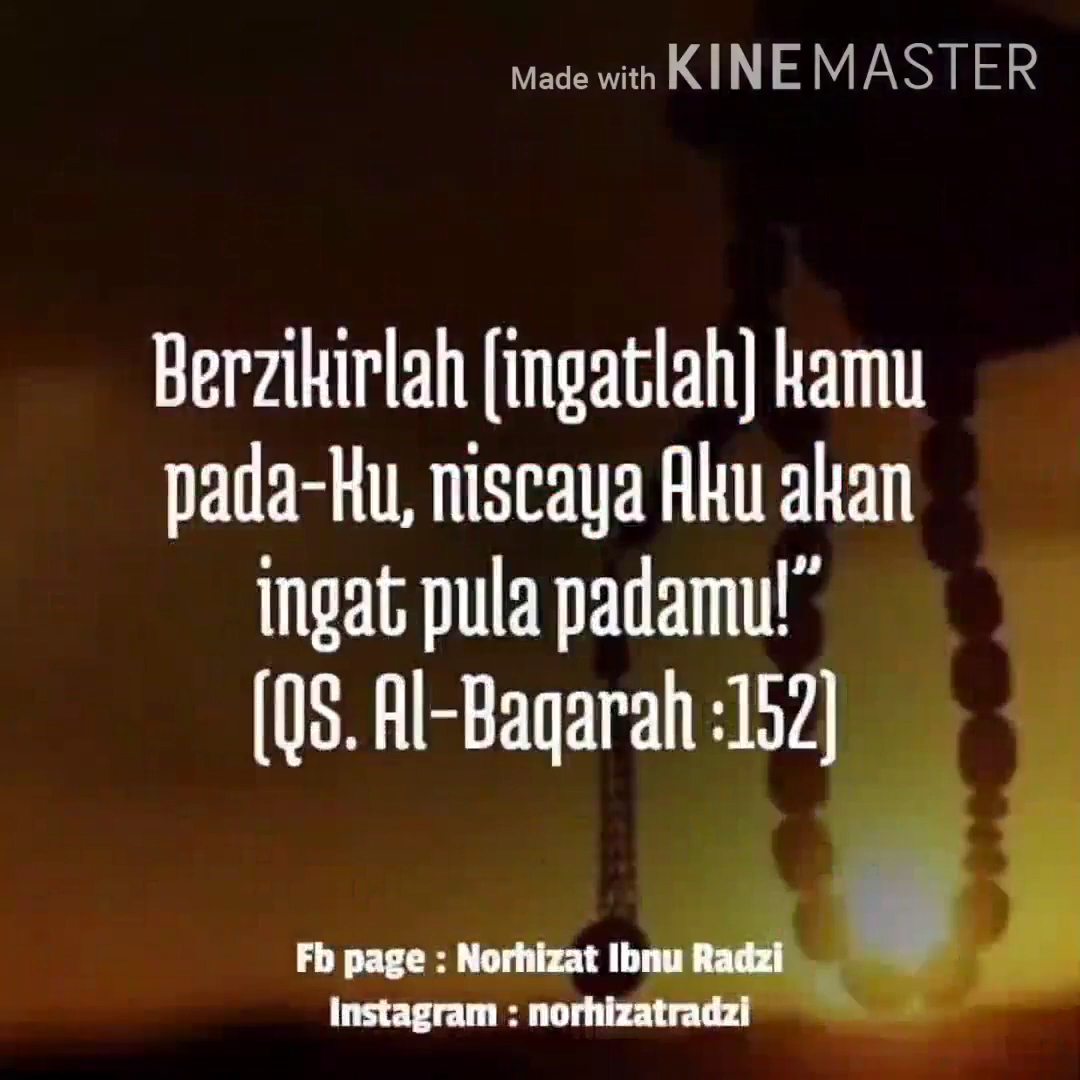 Made with KINEMASTER
Berzikirlah (ingatlah) kamu
pada-Ku, niscaya Aku akan
ingat pula padamu!”
(QS. Al-Baqarah :152)
Fb page : Norhizat Ibnu Radzi
Instagram : norhizatradzi